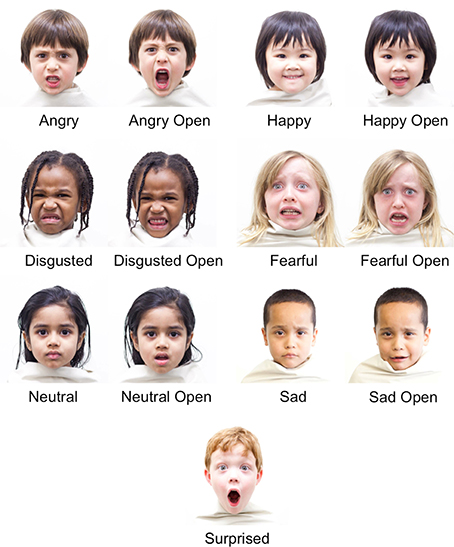 Angry
Angry Open
Happy
Happy Open
Disgusted
Disgusted Open
Fearful
Fearful Open
Neutral
Neutral Open
Sad
Sad Open
Surprised